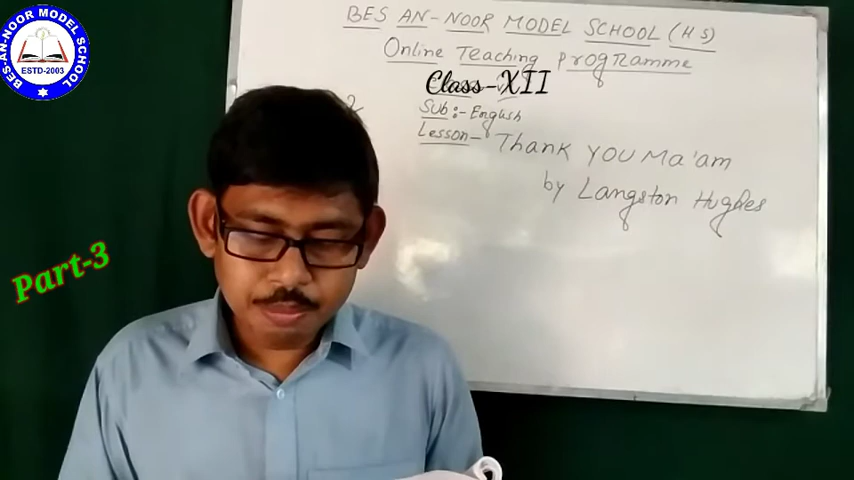 BES AN-NOOR MODEL SCHOOL
ESTD-2003
BES AN-NOOR MODEL SCHOOL (H S)
Online Teaching Programme
Class-XII
2
Sub:- English
Lesson- Thank YOU Ma'am
by Langston Hughes
Part-3